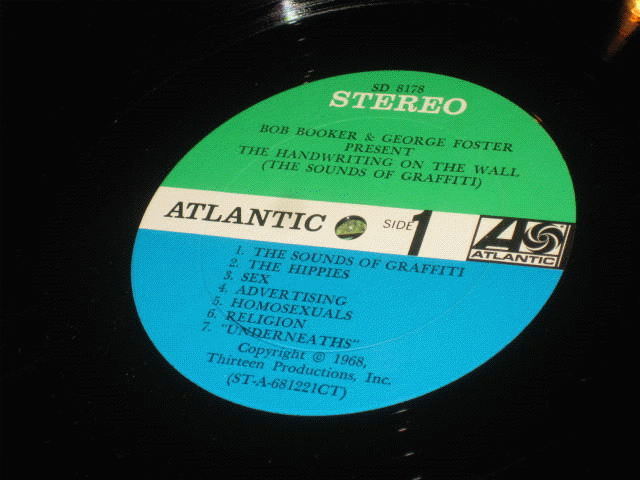 SD 8178
STEREO
BOB BOOKER & GEORGE FOSTER
PRESENT
THE HANDWRITING ON THE WALL
(THE SOUNDS OF GRAFFITI)
ATLANTIC SIDE 1
ATLANTIC
1. THE SOUNDS OF GRAFFITI
2. THE HIPPIES
3. SEX
4. ADVERTISING
5. HOMOSEXUALS
6. RELIGION
7. "UNDERNEATHS"
Copyright © 1968,
Thirteen Productions, Inc.
(ST-A-681221CT)